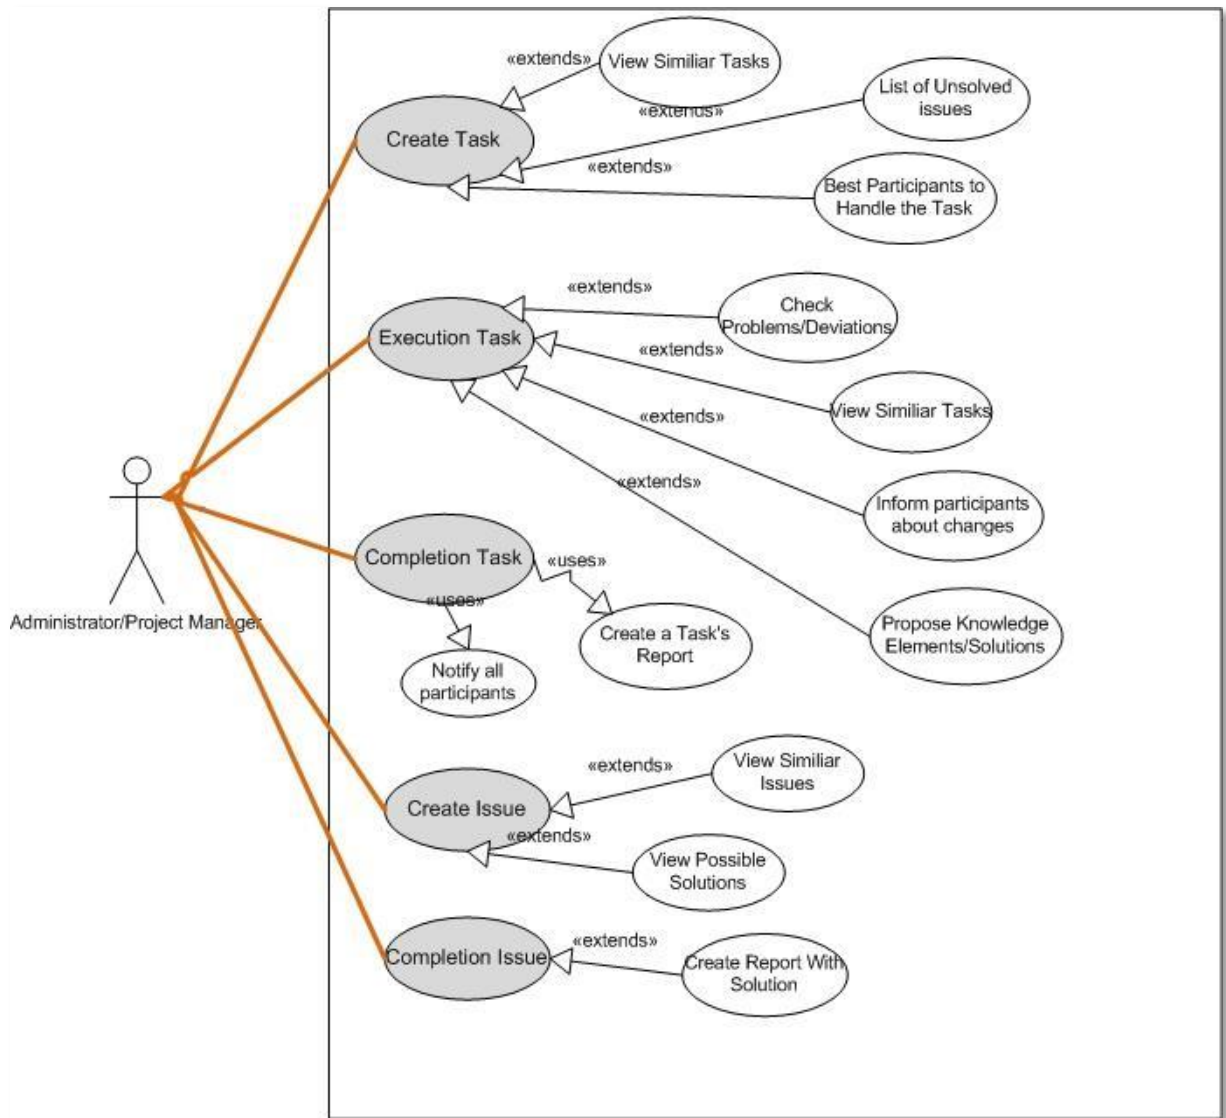 «extends»
View Similiar Tasks
«extends»
List of Unsolved
issues
Create Task
«extends»
Best Participants to
Handle the Task
«extends»
Check
Problems/Deviations
Execution Task
«extends»
View Similiar Tasks
«extends»
«extends»
Inform participants
about changes
Completion Task
«uses»
«uses»
Administrator/Project Manager
Create a Task's
Report
Propose Knowledge
Elements/Solutions
Notify all
participants
«extends»
View Similiar
Issues
Create Issue
«extends»
View Possible
Solutions
«extends»
Completion Issue
Create Report With
Solution